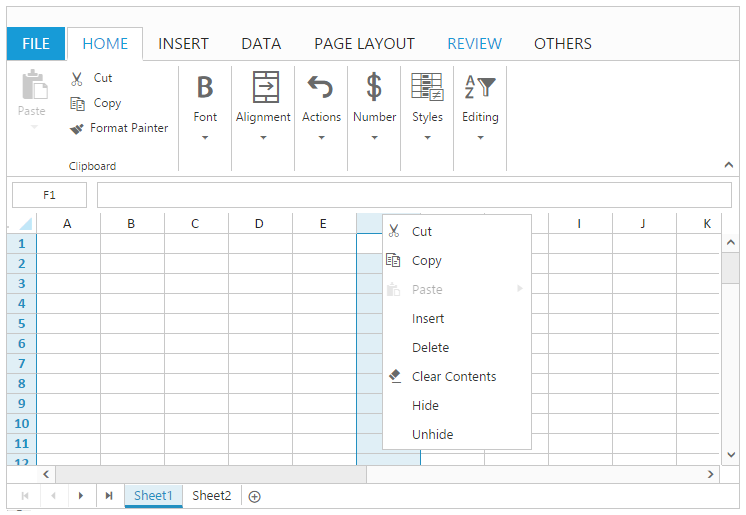 FILE HOME INSERT DATA PAGE LAYOUT REVIEW OTHERS
Paste
Cut
Copy
Format Painter
Clipboard
Font
Alignment
Actions
Number
Styles
Editing
F1
A B C D E I J K
1
2
3
4
5
6
7
8
9
10
11
12
Cut
Copy
Paste
Insert
Delete
Clear Contents
Hide
Unhide
Sheet1 Sheet2